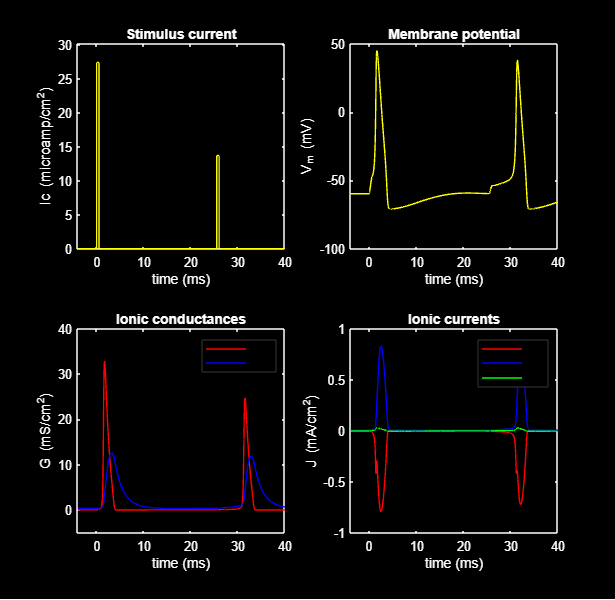 Stimulus current
30
25
20
15
10
5
0
Ic (microamp/cm²)
0 10 20 30 40
time (ms)
Membrane potential
50
0
-50
-100
Vₘ (mV)
0 10 20 30 40
time (ms)
Ionic conductances
40
30
20
10
0
G (mS/cm²)
0 10 20 30 40
time (ms)
Ionic currents
1
0.5
0
-0.5
-1
J (mA/cm²)
0 10 20 30 40
time (ms)